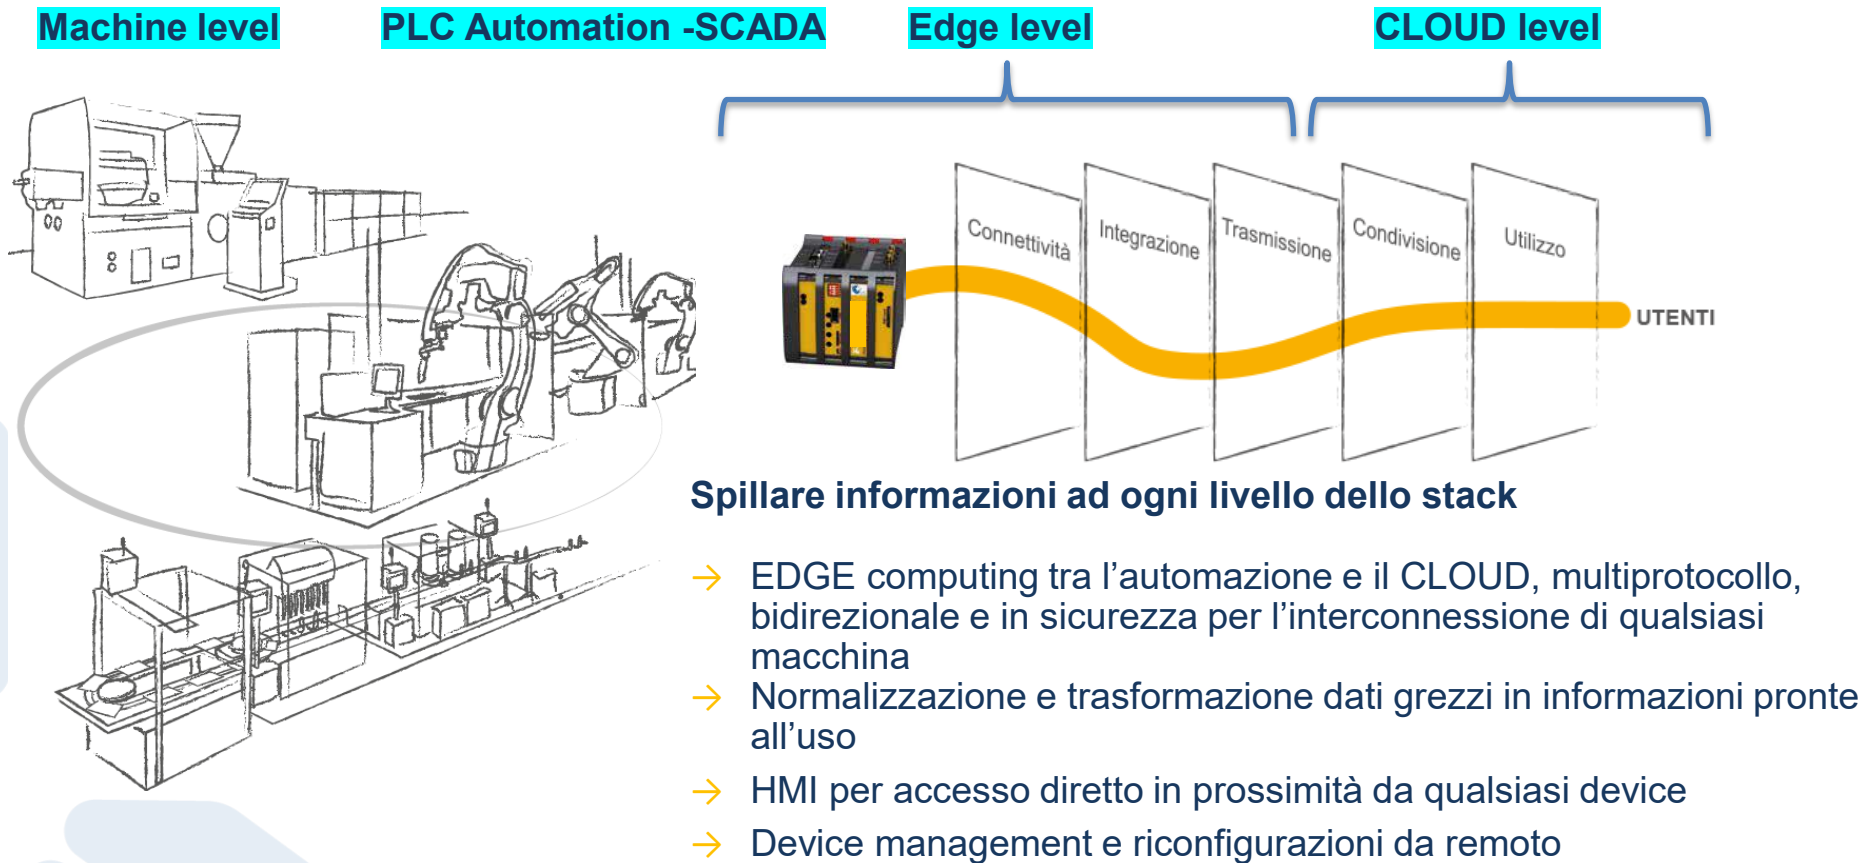 Machine level
PLC Automation -SCADA
Edge level
CLOUD level
Connettività
Integrazione
Trasmissione
Condivisione
Utilizzo
UTENTI
Spillare informazioni ad ogni livello dello stack
→ EDGE computing tra l’automazione e il CLOUD, multiprotocollo,
bidirezionale e in sicurezza per l’interconnessione di qualsiasi
macchina
→ Normalizzazione e trasformazione dati grezzi in informazioni pronte
all’uso
→ HMI per accesso diretto in prossimità da qualsiasi device
→ Device management e riconfigurazioni da remoto